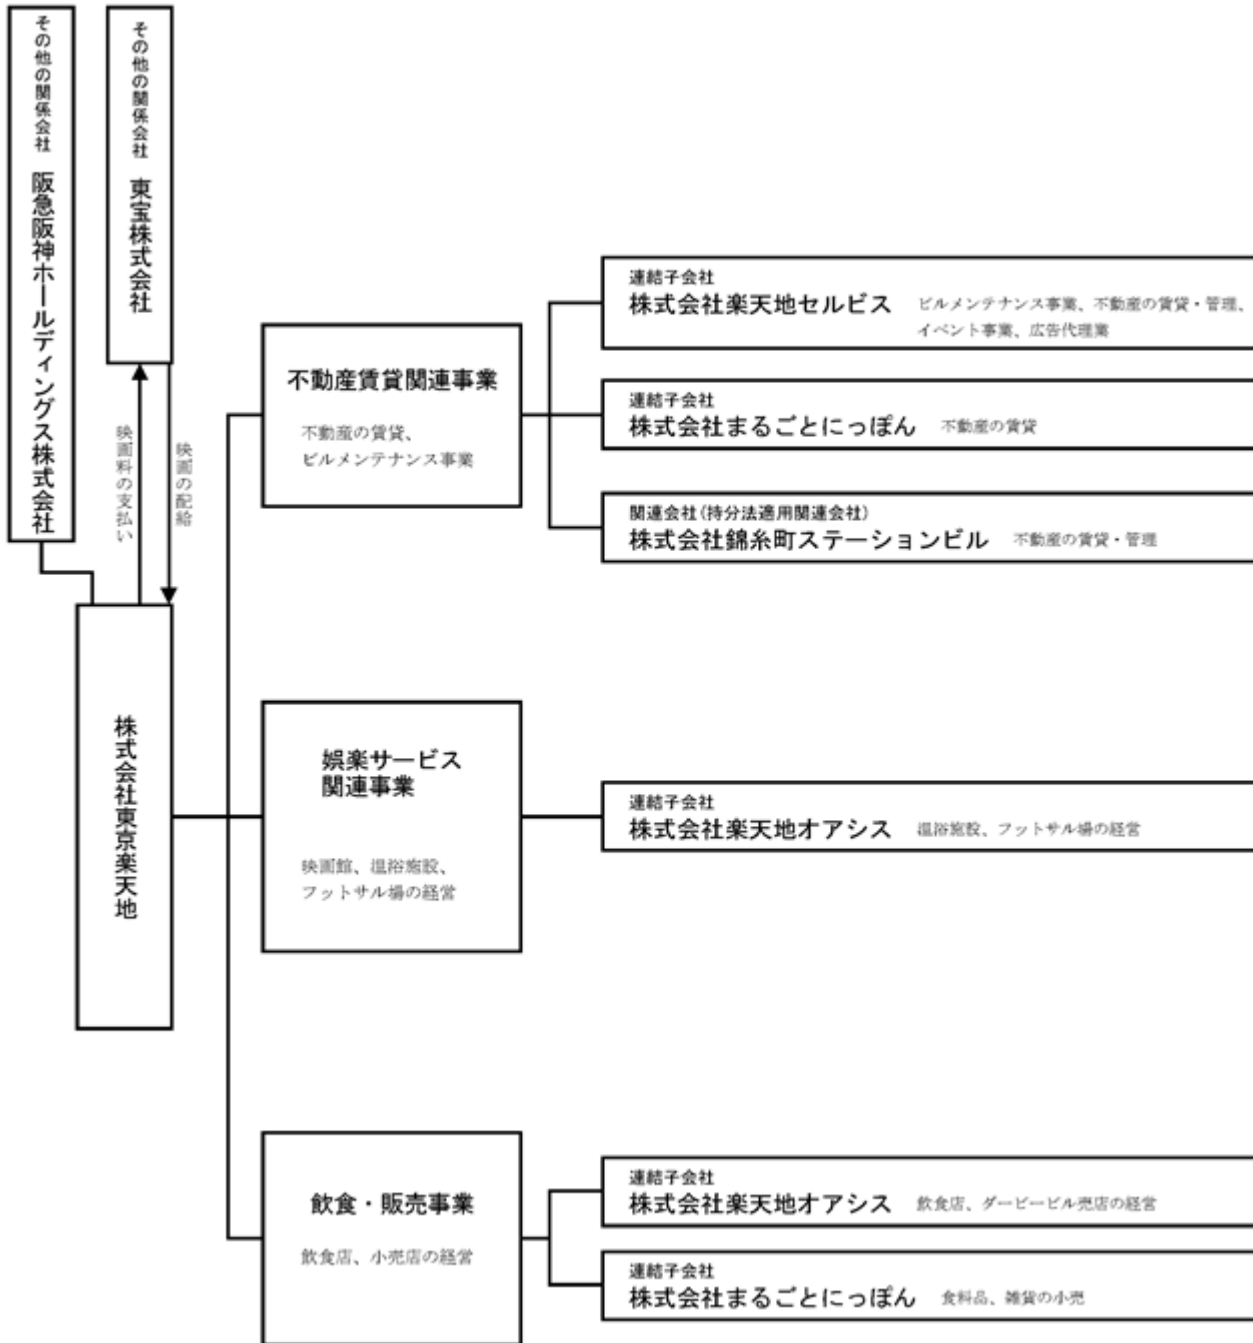 その他の関係会社 阪急阪神ホールディングス株式会社
その他の関係会社 東宝株式会社
映画料の支払い
映画の配給
株式会社東京楽天地
不動産賃貸関連事業
不動産の賃貸、
ビルメンテナンス事業
連結子会社
株式会社楽天地セルビス ビルメンテナンス事業、不動産の賃貸・管理、
イベント事業、広告代理業
連結子会社
株式会社まるごとにっぽん 不動産の賃貸
関連会社(持分法適用関連会社)
株式会社錦糸町ステーションビル 不動産の賃貸・管理
娯楽サービス
関連事業
映画館、温浴施設、
フットサル場の経営
連結子会社
株式会社楽天地オアシス 温浴施設、フットサル場の経営
飲食・販売事業
飲食店、小売店の経営
連結子会社
株式会社楽天地オアシス 飲食店、ダービービル売店の経営
連結子会社
株式会社まるごとにっぽん 食料品、雑貨の小売